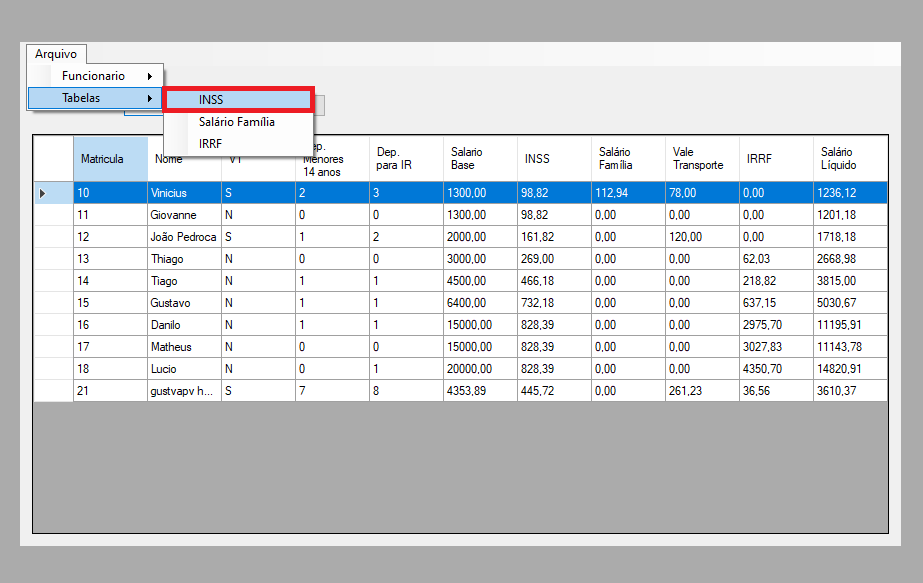 Arquivo
Funcionario
Tabelas
INSS
Salário Família
IRRF
Matricula Nome VT Menores 14 anos Dep. para IR Salario Base INSS Salário Família Vale Transporte IRRF Salário Líquido
10 Vinicius S 2 3 1300,00 98,82 112,94 78,00 0,00 1236,12
11 Giovanne N 0 0 1300,00 98,82 0,00 0,00 0,00 1201,18
12 João Pedroca S 1 2 2000,00 161,82 0,00 120,00 0,00 1718,18
13 Thiago N 0 0 3000,00 269,00 0,00 0,00 62,03 2668,98
14 Tiago N 1 1 4500,00 466,18 0,00 0,00 218,82 3815,00
15 Gustavo N 1 1 6400,00 732,18 0,00 0,00 637,15 5030,67
16 Danilo N 1 1 15000,00 828,39 0,00 0,00 2975,70 11195,91
17 Matheus N 0 0 15000,00 828,39 0,00 0,00 3027,83 11143,78
18 Lucio N 0 1 20000,00 828,39 0,00 0,00 4350,70 14820,91
21 gustvapv h... S 7 8 4353,89 445,72 0,00 261,23 36,56 3610,37